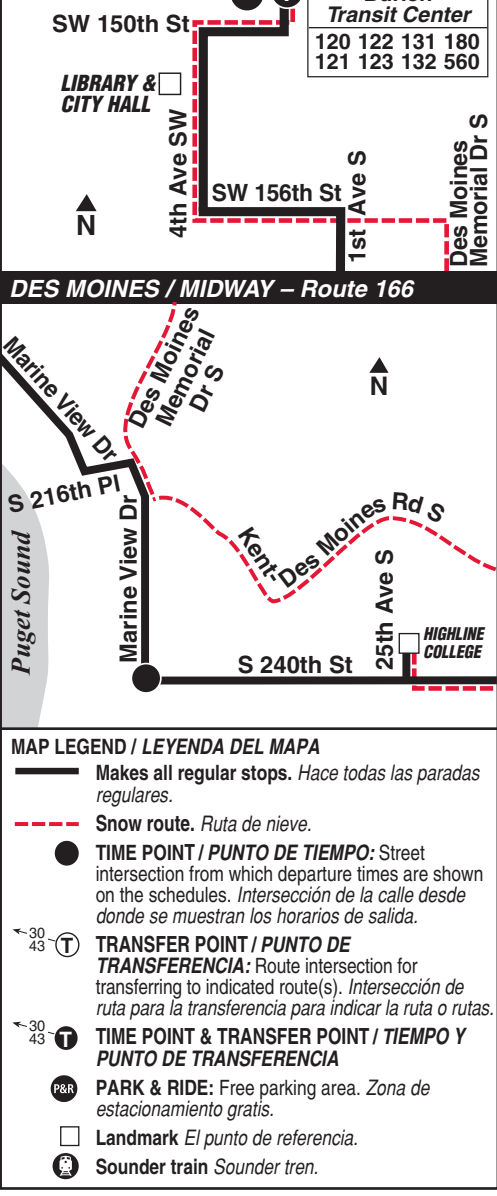 Transit Center
120 122 131 180
121 123 132 560
SW 150th St
LIBRARY &
CITY HALL
4th Ave SW
SW 156th St
1st Ave S
Des Moines
Memorial Dr S
N
DES MOINES / MIDWAY – Route 166
Marine View Dr
Des Moines
Memorial
Dr S
N
S 216th Pl
Marine View Dr
Puget Sound
Kent-Des Moines Rd S
25th Ave S
HIGHLINE
COLLEGE
S 240th St
MAP LEGEND / LEYENDA DEL MAPA
Makes all regular stops. Hace todas las paradas
regulares.
Snow route. Ruta de nieve.
TIME POINT / PUNTO DE TIEMPO: Street
intersection from which departure times are shown
on the schedules. Intersección de la calle desde
donde se muestran los horarios de salida.
30
43 T
TRANSFER POINT / PUNTO DE
TRANSFERENCIA: Route intersection for
transferring to indicated route(s). Intersección de
ruta para la transferencia para indicar la ruta o rutas.
30
43 T
TIME POINT & TRANSFER POINT / TIEMPO Y
PUNTO DE TRANSFERENCIA
P&R PARK & RIDE: Free parking area. Zona de
estacionamiento gratis.
Landmark El punto de referencia.
Sounder train Sounder tren.